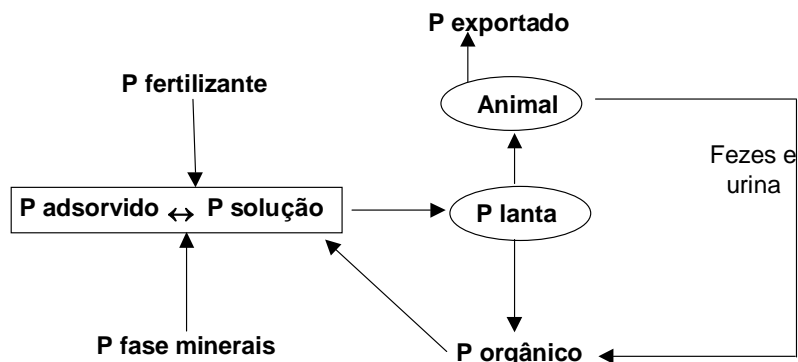 P exportado
P fertilizante
Animal
Fezes e
urina
P adsorvido ↔ P solução
P lanta
P fase minerais
P orgânico